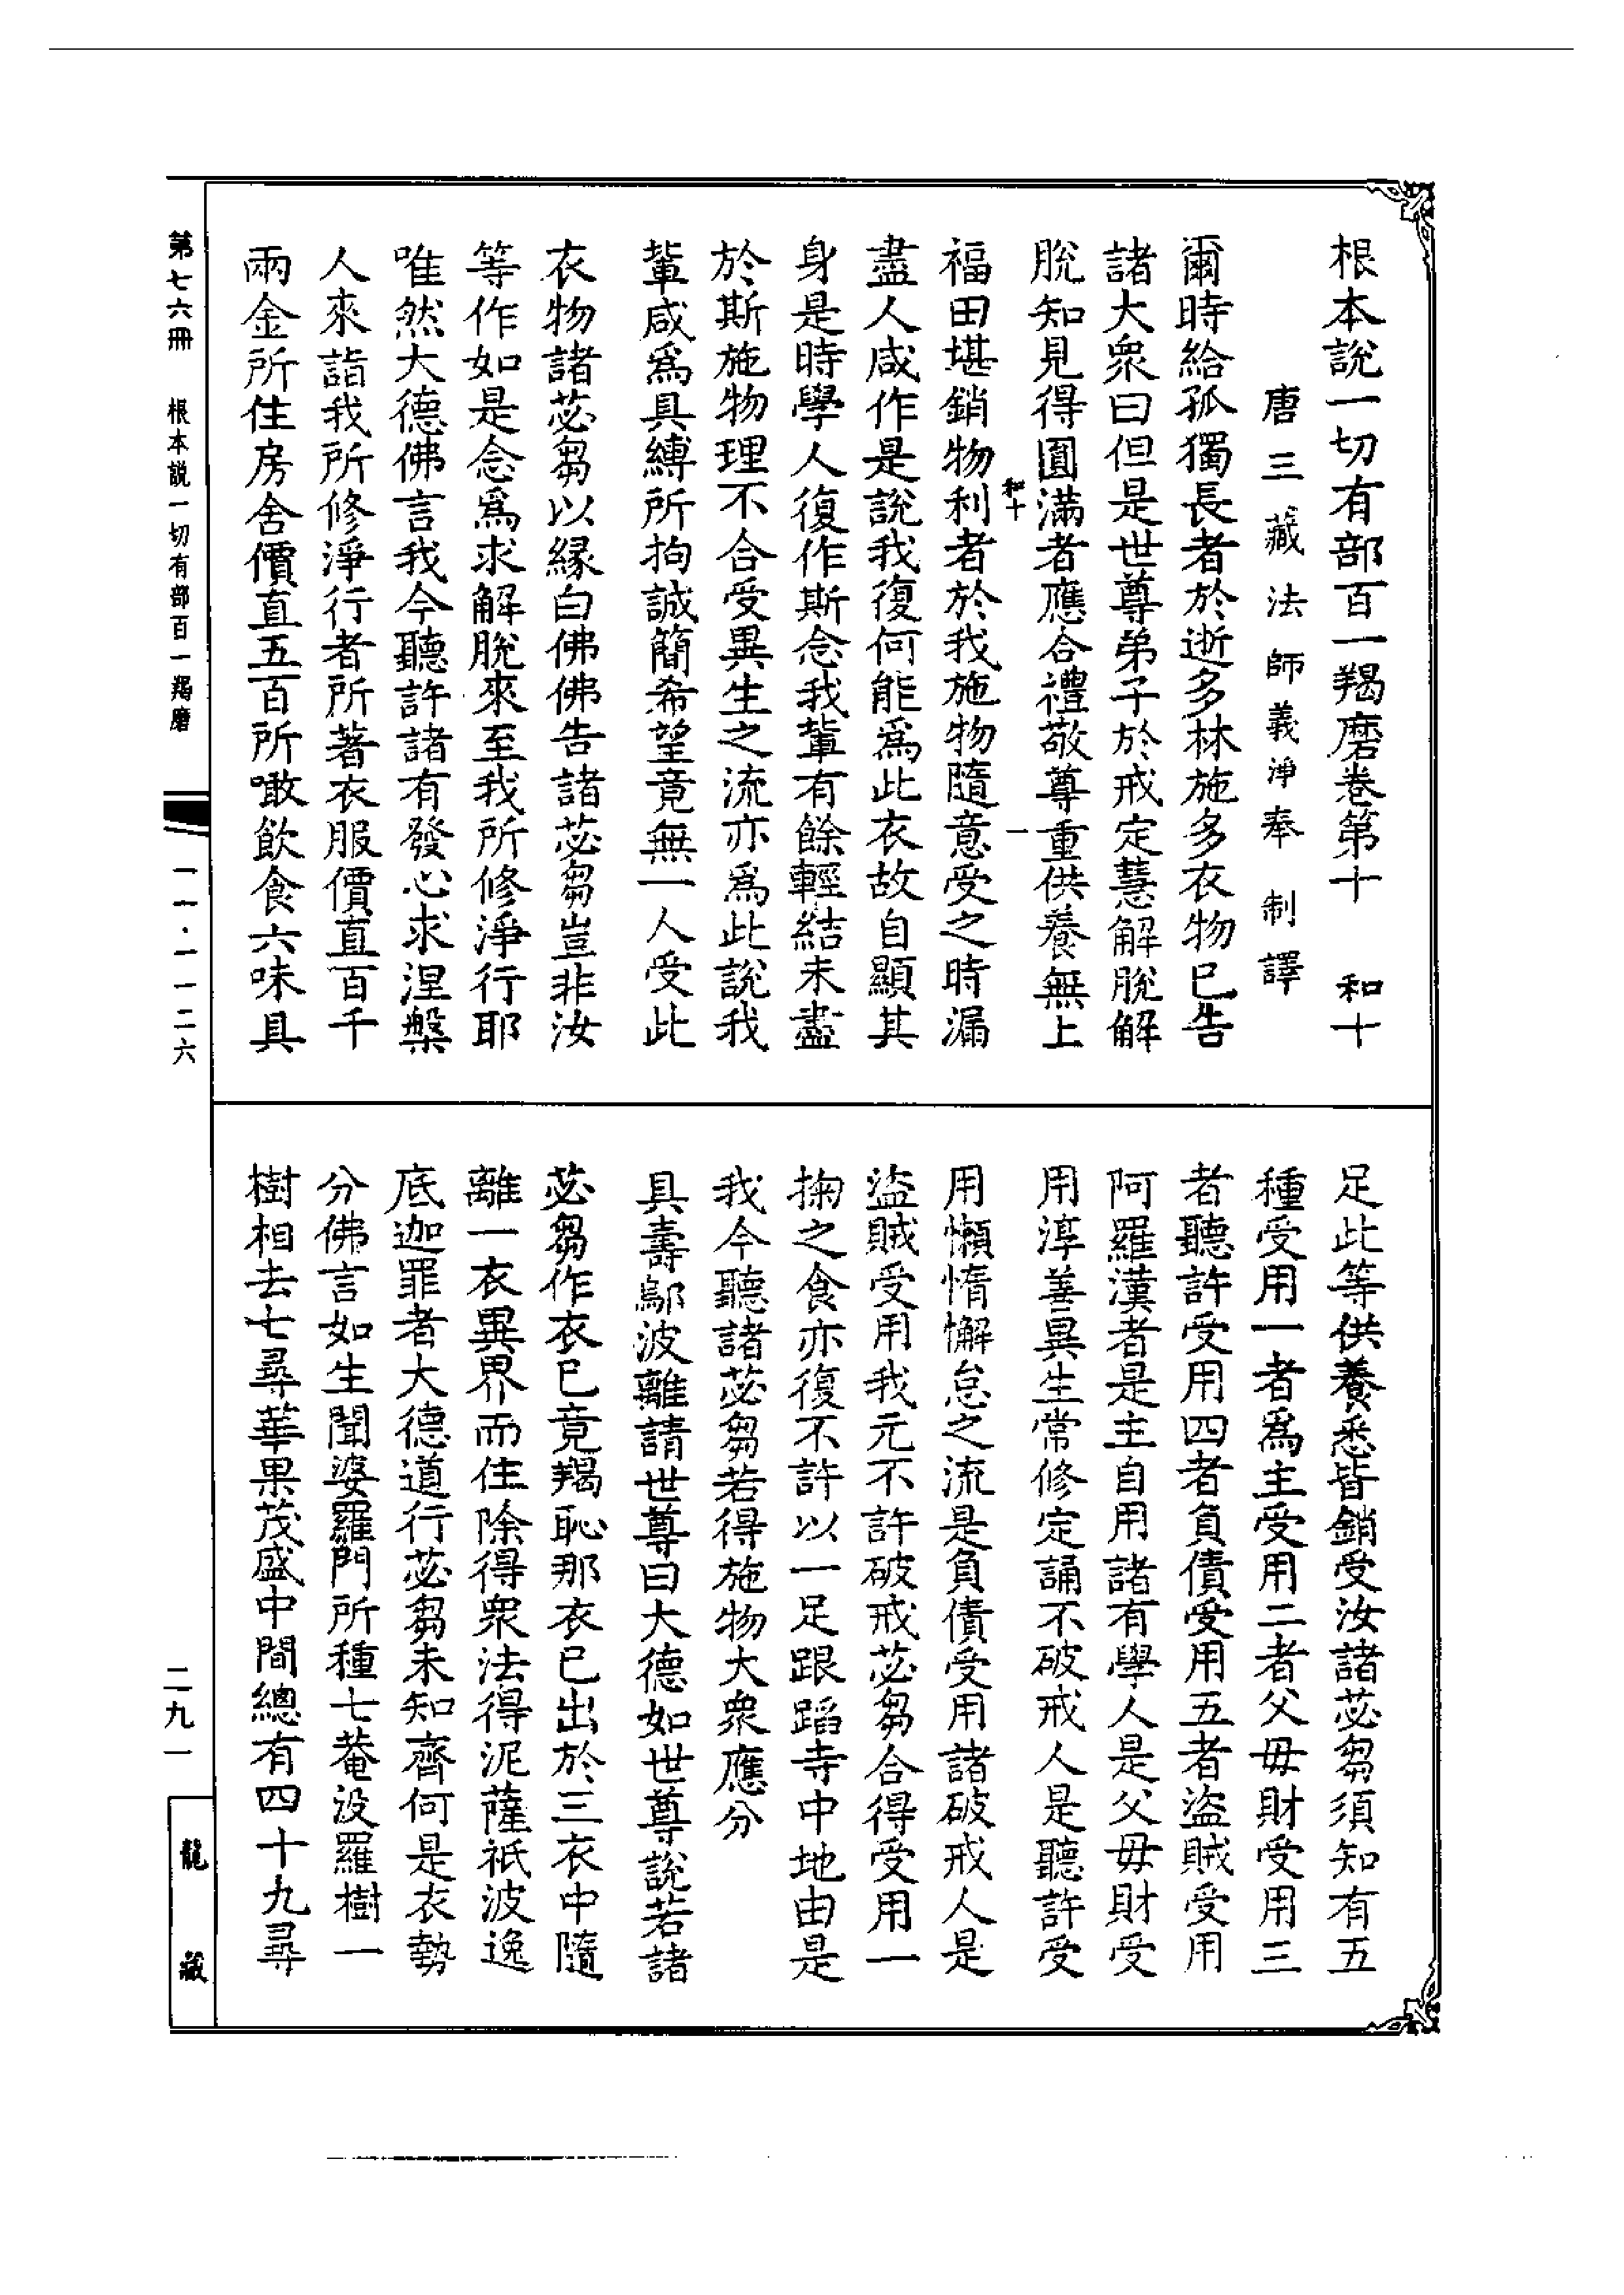 根本說一切有部百一羯磨卷第十　和十
唐三藏法師義淨奉　制譯
爾時給孤獨長者於逝多林施多衣物已告
諸大衆曰但是世尊弟子於戒定慧解脫解
脫知見得圓滿者應合禮敬尊重供養無上
和十　一
福田堪銷物利者於我施物隨意受之時漏
盡人咸作是說我復何能爲此衣故自顯其
身是時學人復作斯念我輩有餘輕結未盡
於斯施物理不合受異生之流亦爲此說我
輩咸爲具縛所拘誠簡希望竟無一人受此
衣物諸苾芻以緣白佛佛告諸苾芻豈非汝
等作如是念爲求解脫來至我所修淨行耶
唯然大德佛言我今聽許諸有發心求涅槃
人來詣我所修淨行者所著衣服價直百千
兩金所住房舍價直五百所噉飲食六味具
足此等供養悉皆銷受汝諸苾芻須知有五
種受用一者爲主受用二者父母財受用三
者聽許受用四者負債受用五者盜賊受用
阿羅漢者是主自用諸有學人是父母財受
用淳善異生常修定誦不破戒人是聽許受
用懶惰懈怠之流是負債受用諸破戒人是
盜賊受用我元不許破戒苾芻合得受用一
掬之食亦復不許以一足跟蹈寺中地由是
我今聽諸苾芻若得施物大衆應分
具壽鄔波離請世尊曰大德如世尊說若諸
苾芻作衣已竟羯恥那衣已出於三衣中隨
離一衣異界而住除得衆法得泥薩祇波逸
底迦罪者大德道行苾芻未知齊何是衣勢
分佛言如生聞婆羅門所種七菴沒羅樹一
樹相去七尋華果茂盛中間總有四十九尋
第七六冊　根本説一切有部百一羯磨
一一·一一二六
二九一
龍藏